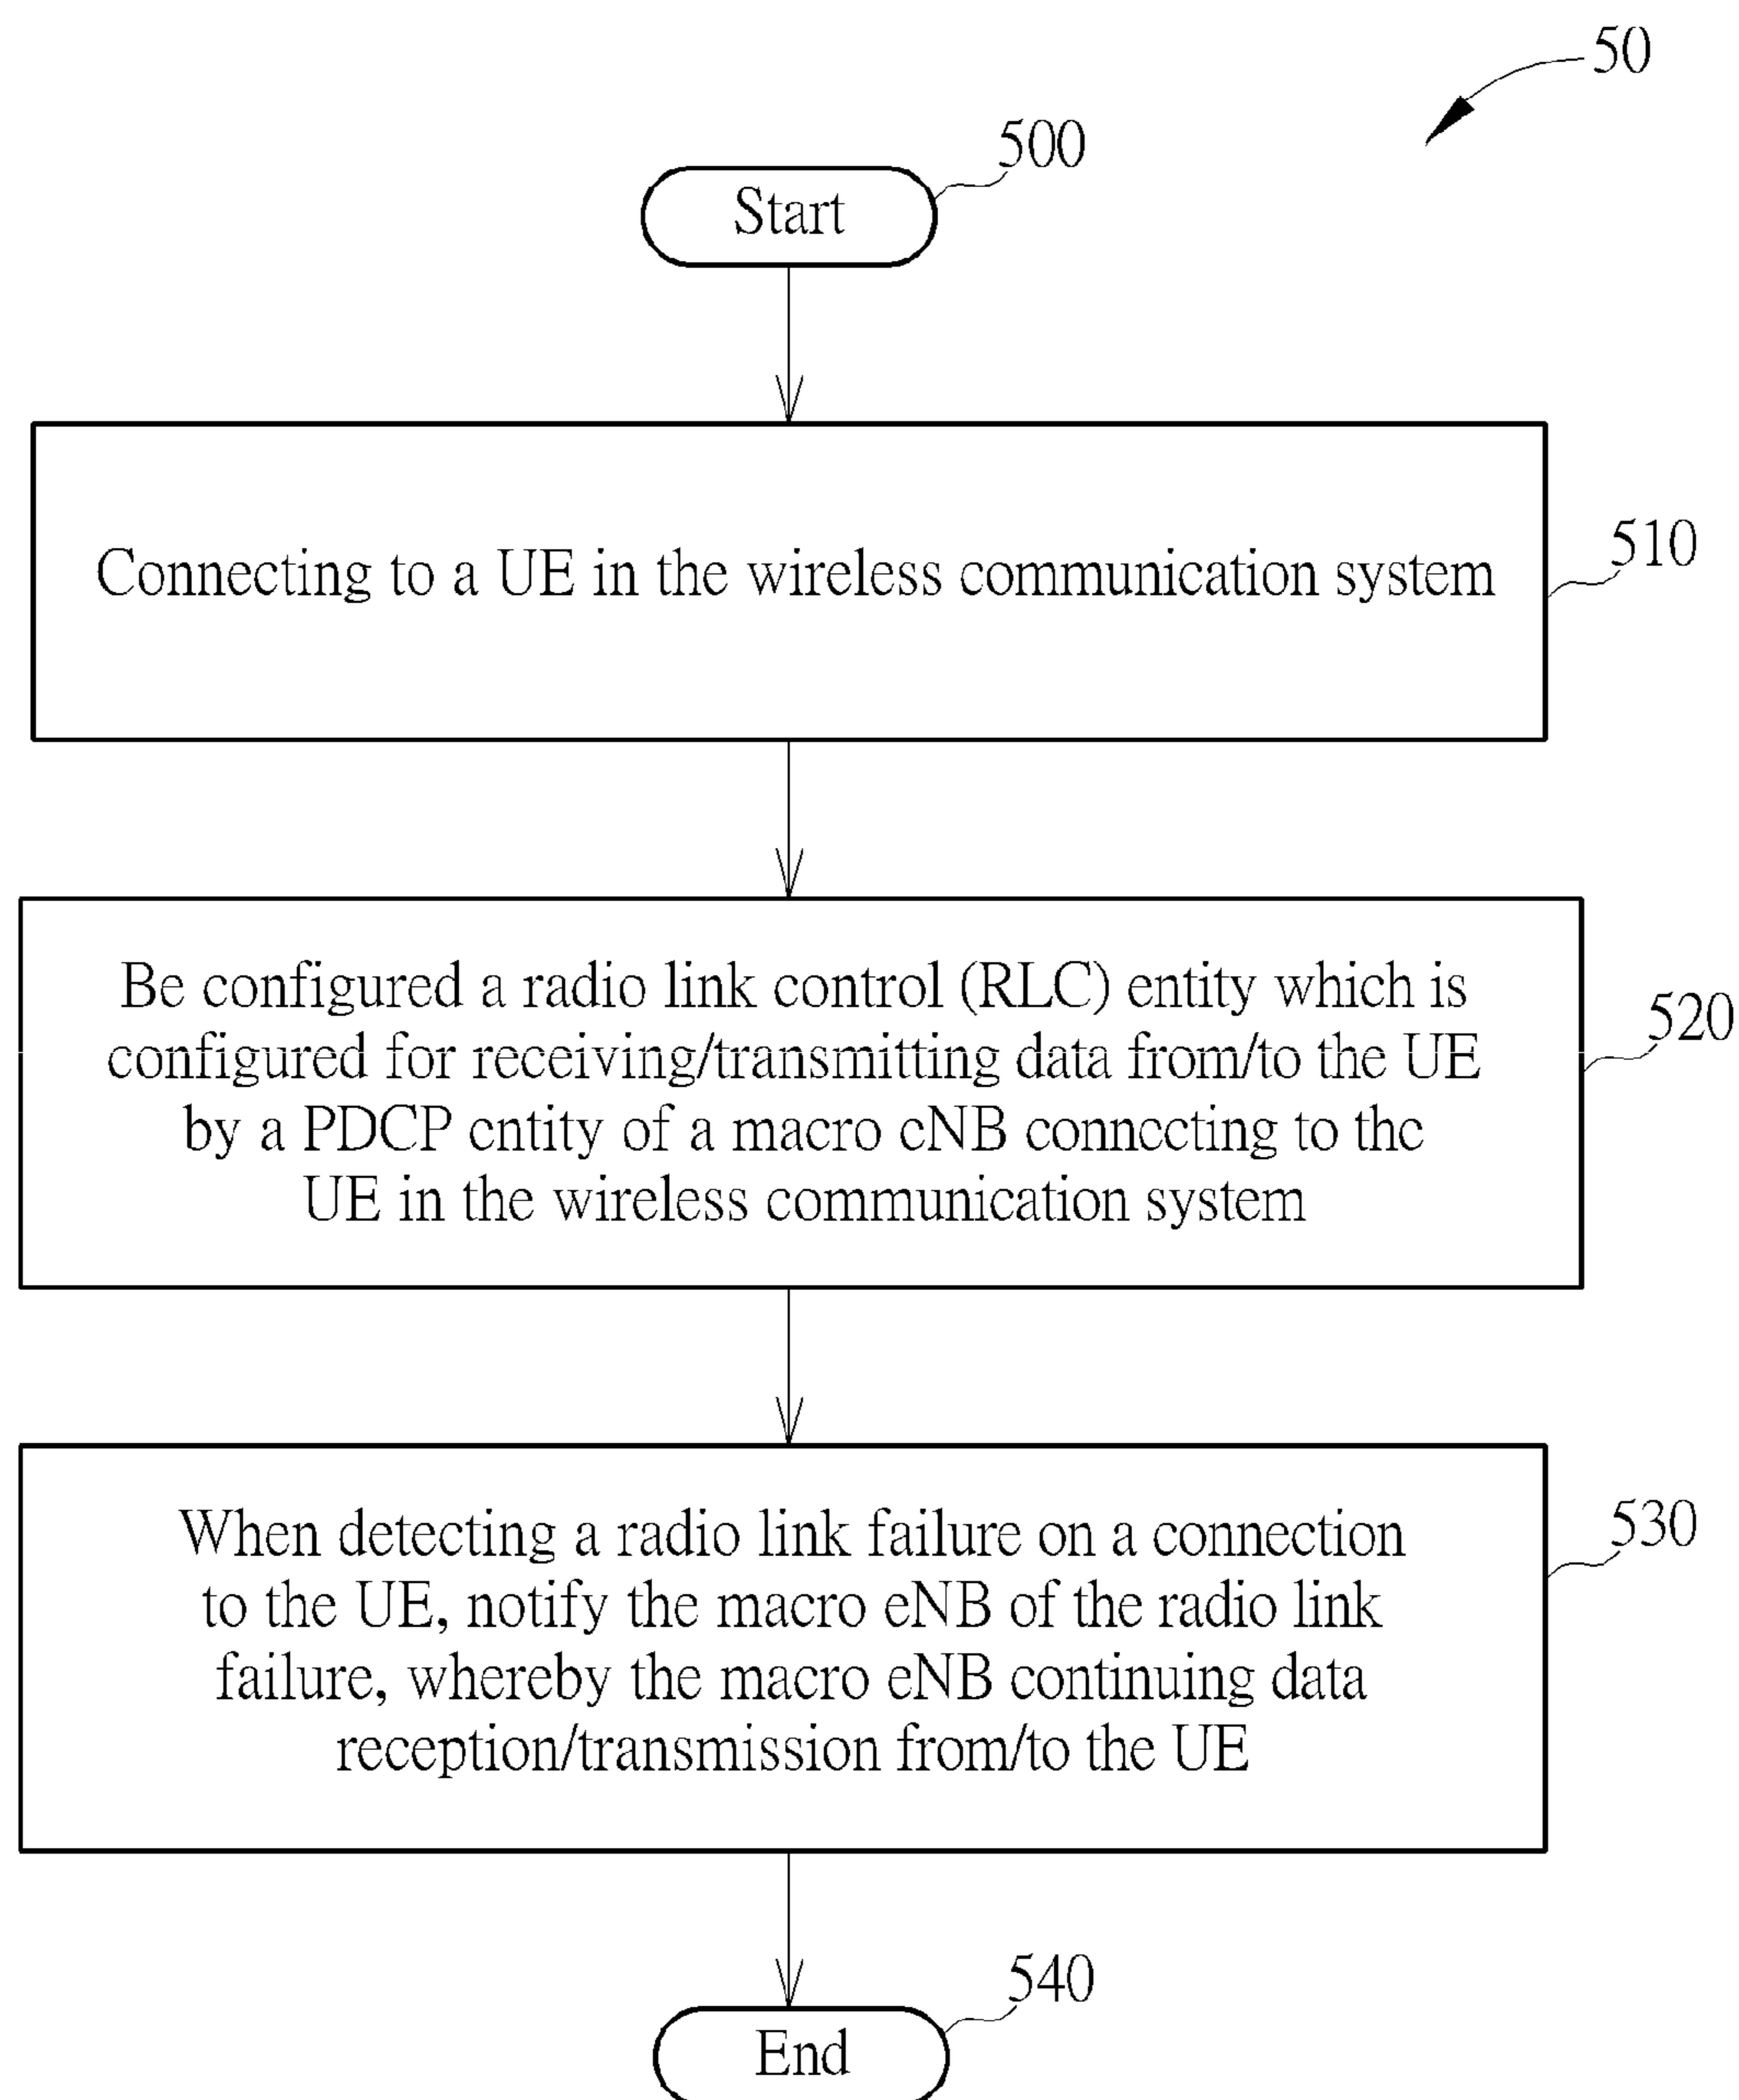 50
500
Start
Connecting to a UE in the wireless communication system
510
Be configured a radio link control (RLC) entity which is
configured for receiving/transmitting data from/to the UE
by a PDCP entity of a macro eNB connecting to the
UE in the wireless communication system
520
When detecting a radio link failure on a connection
to the UE, notify the macro eNB of the radio link
failure, whereby the macro eNB continuing data
reception/transmission from/to the UE
530
540
End